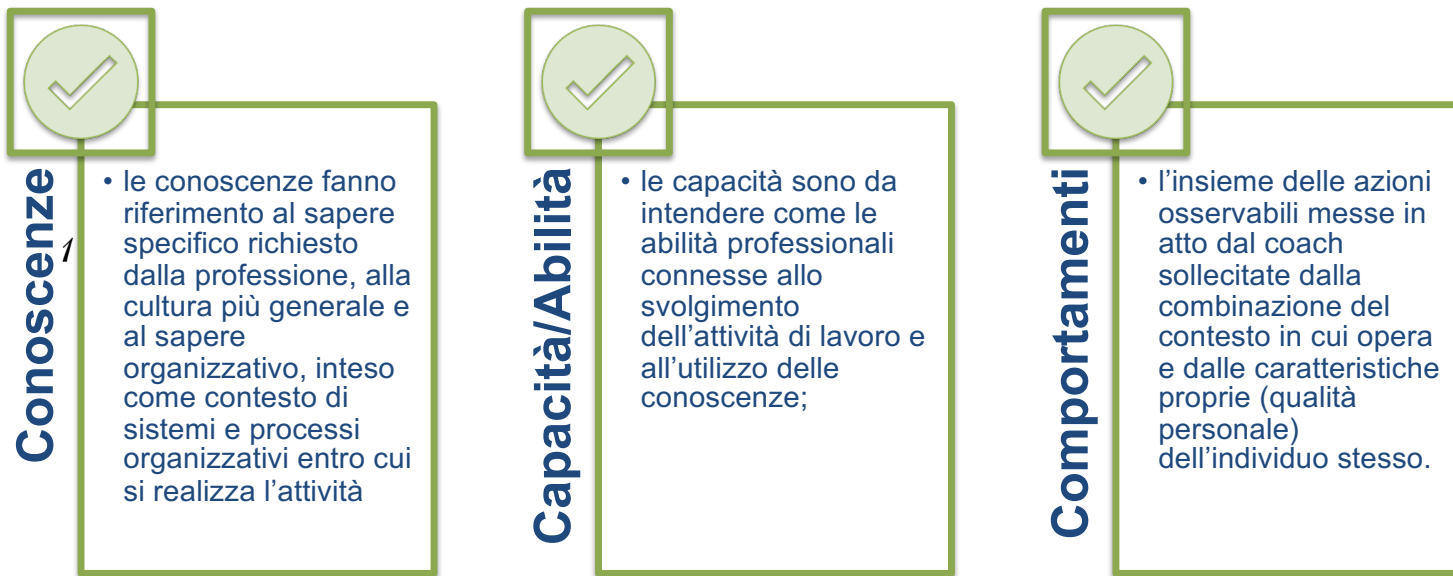 Conoscenze
1
• le conoscenze fanno
riferimento al sapere
specifico richiesto
dalla professione, alla
cultura più generale e
al sapere
organizzativo, inteso
come contesto di
sistemi e processi
organizzativi entro cui
si realizza l’attività
Capacità/Abilità
• le capacità sono da
intendere come le
abilità professionali
connesse allo
svolgimento
dell’attività di lavoro e
all’utilizzo delle
conoscenze;
Comportamenti
• l’insieme delle azioni
osservabili messe in
atto dal coach
sollecitate dalla
combinazione del
contesto in cui opera
e dalle caratteristiche
proprie (qualità
personale)
dell’individuo stesso.